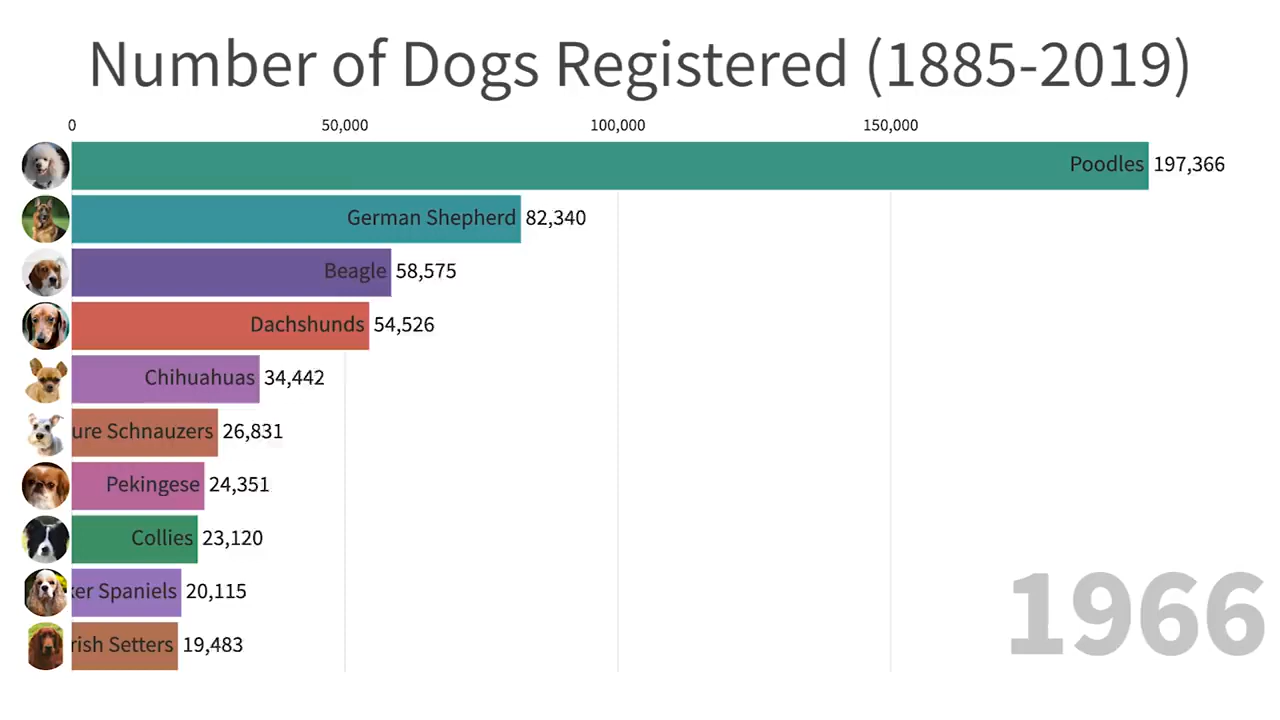 Number of Dogs Registered (1885-2019)
0 50,000 100,000 150,000
Poodles 197,366
German Shepherd 82,340
Beagle 58,575
Dachshunds 54,526
Chihuahuas 34,442
ure Schnauzers 26,831
Pekingese 24,351
Collies 23,120
ker Spaniels 20,115
rish Setters 19,483
1966